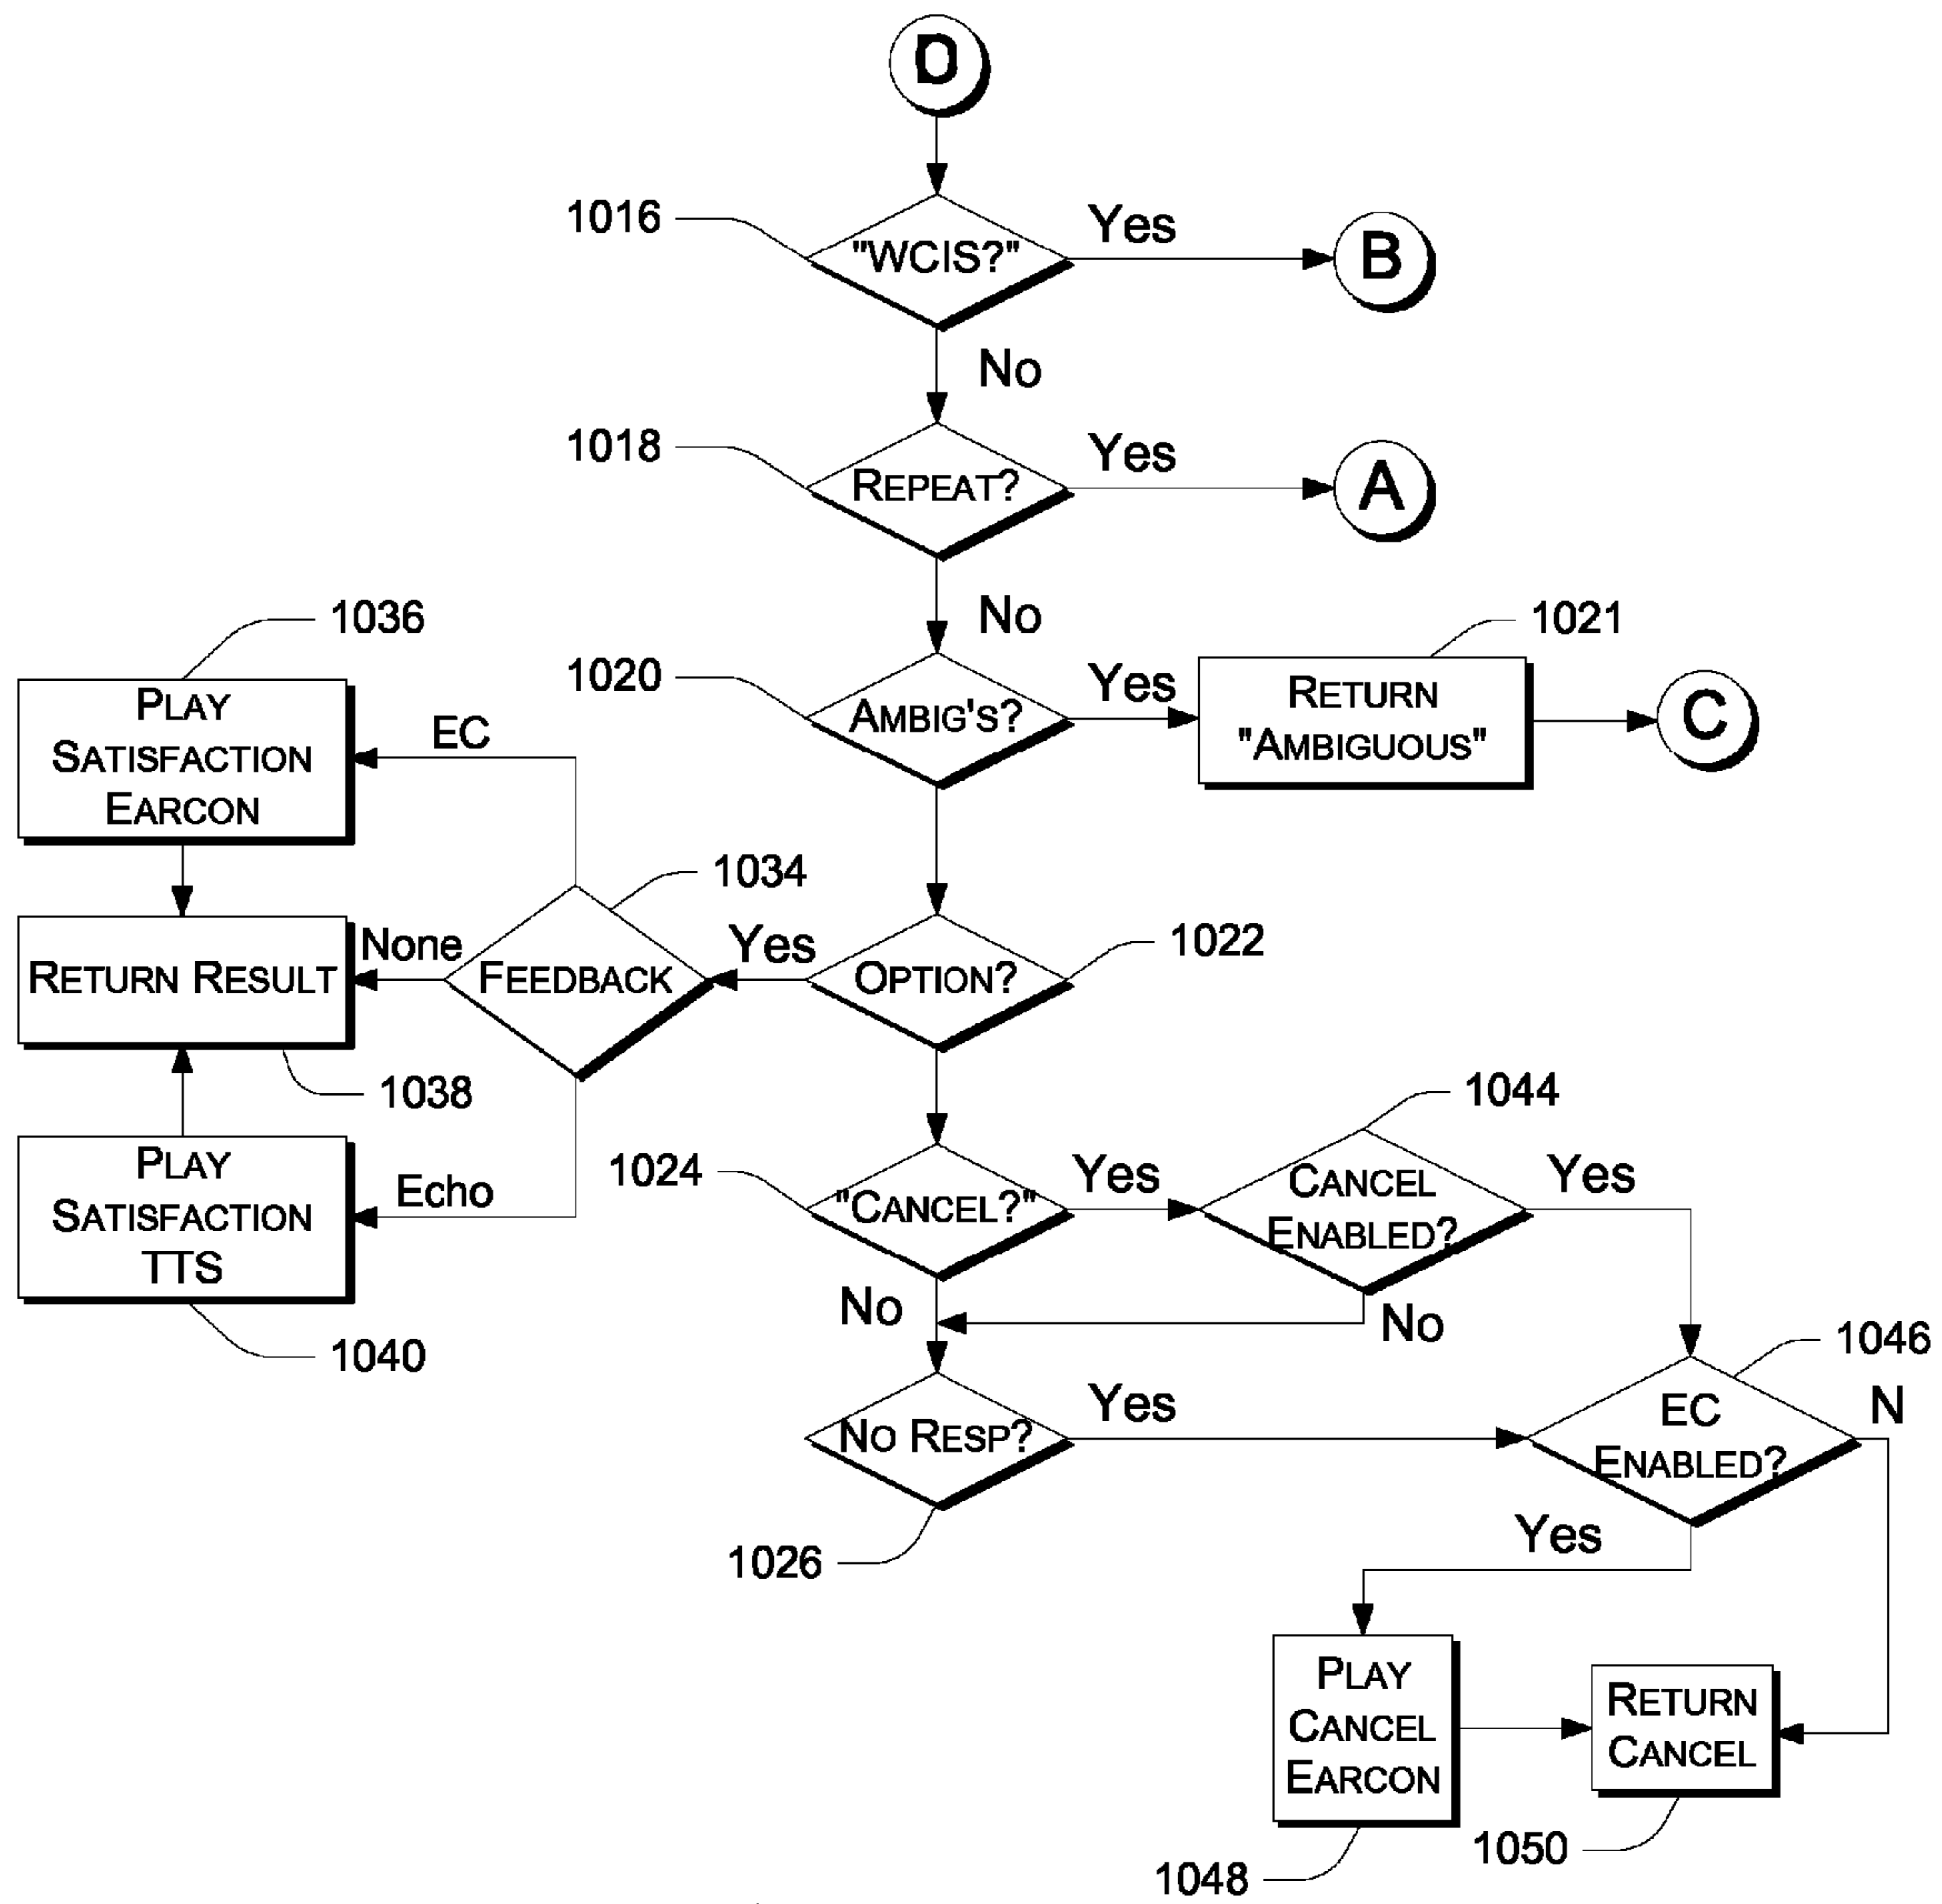 D
1016
"WCIS?"
Yes
B
No
1018
REPEAT?
Yes
A
No
1036
PLAY
SATISFACTION
EARCON
EC
1020
AMBIG'S?
Yes
1021
RETURN
"AMBIGUOUS"
C
1034
FEEDBACK
None
RETURN RESULT
1038
Yes
OPTION?
1022
PLAY
SATISFACTION
TTS
Echo
1040
1024
"CANCEL?"
Yes
1044
CANCEL
ENABLED?
Yes
No
No
NO RESP?
Yes
1026
1046
EC
ENABLED?
N
Yes
PLAY
CANCEL
EARCON
1048
RETURN
CANCEL
1050